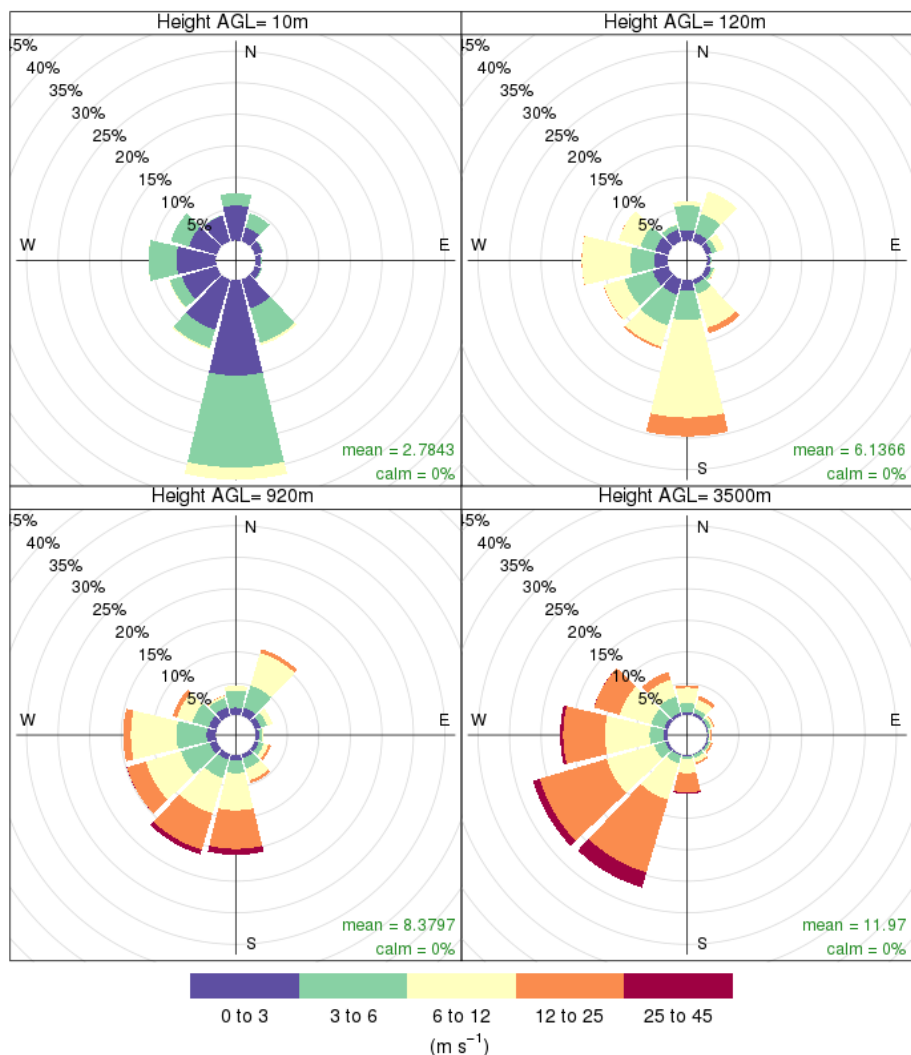 Height AGL= 10m
45%
40%
35%
30%
25%
20%
15%
10%
5%
N
W
E
mean = 2.7843
calm = 0%
Height AGL= 120m
45%
40%
35%
30%
25%
20%
15%
10%
5%
N
W
E
S
mean = 6.1366
calm = 0%
Height AGL= 920m
45%
40%
35%
30%
25%
20%
15%
10%
5%
N
W
E
S
mean = 8.3797
calm = 0%
Height AGL= 3500m
45%
40%
35%
30%
25%
20%
15%
10%
5%
N
W
E
S
mean = 11.97
calm = 0%
0 to 3
3 to 6
6 to 12
12 to 25
25 to 45
(m s⁻¹)